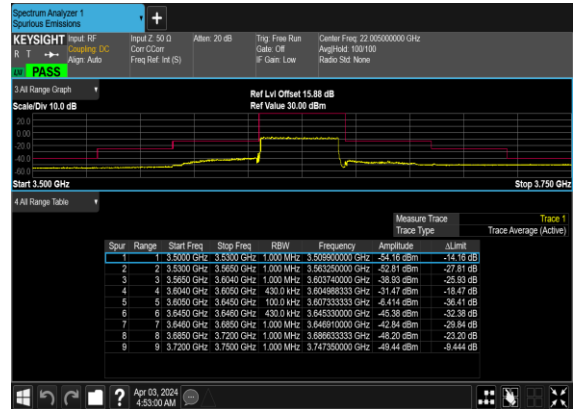 Spectrum Analyzer 1
Spurious Emissions
+
KEYSIGHT Input: RF Input Z: 50 Ω Atten: 20 dB Trig: Free Run Center Freq: 22.005000000 GHz
R T Coupling: DC Corr CCorr Gate: Off Avg|Hold: 100/100
Align: Auto Freq Ref: Int (S) IF Gain: Low Radio Std: None
LW PASS
3 All Range Graph Ref Lvl Offset 15.88 dB
Scale/Div 10.0 dB Ref Value 30.00 dBm
20.0
0.00
-20.0
-40.0
-60.0
Start 3.500 GHz Stop 3.750 GHz
4 All Range Table
Measure Trace Trace 1
Trace Type Trace Average (Active)
Spur Range Start Freq Stop Freq RBW Frequency Amplitude ΔLimit
1 1 3.5000 GHz 3.5300 GHz 1.000 MHz 3.509900000 GHz -54.16 dBm -14.16 dB
2 2 3.5300 GHz 3.5650 GHz 1.000 MHz 3.563250000 GHz -52.81 dBm -27.81 dB
3 3 3.5650 GHz 3.6040 GHz 1.000 MHz 3.603740000 GHz -38.93 dBm -25.93 dB
4 4 3.6040 GHz 3.6050 GHz 430.0 kHz 3.604988333 GHz -31.47 dBm -18.47 dB
5 5 3.6050 GHz 3.6450 GHz 100.0 kHz 3.607333333 GHz -6.414 dBm -36.41 dB
6 6 3.6450 GHz 3.6460 GHz 430.0 kHz 3.645330000 GHz -45.38 dBm -32.38 dB
7 7 3.6460 GHz 3.6850 GHz 1.000 MHz 3.646910000 GHz -42.84 dBm -29.84 dB
8 8 3.6850 GHz 3.7200 GHz 1.000 MHz 3.686633333 GHz -48.20 dBm -23.20 dB
9 9 3.7200 GHz 3.7500 GHz 1.000 MHz 3.747350000 GHz -49.44 dBm -9.444 dB
? Apr 03, 2024
4:53:00 AM